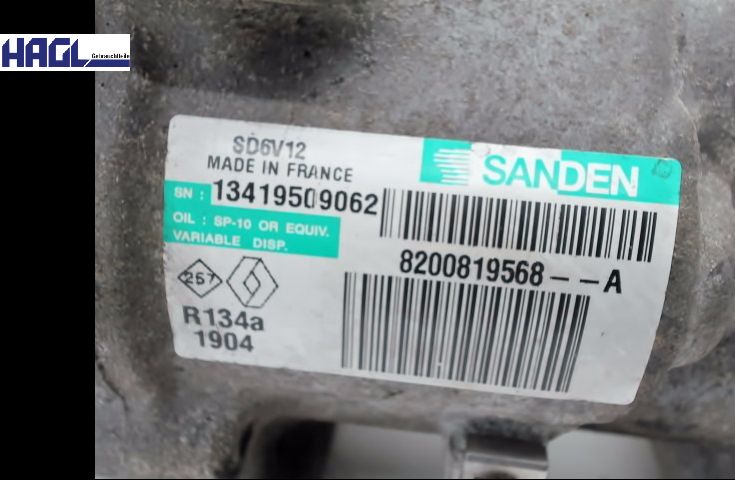 HAGL Gebrauchtteile
SD6V12
MADE IN FRANCE
SANDEN
SN : 13419509062
OIL : SP-10 OR EQUIV.
VARIABLE DISP.
8200819568--A
257
R134a
1904